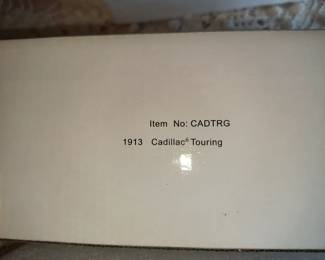 Item No: CADTRG
1913 Cadillac® Touring